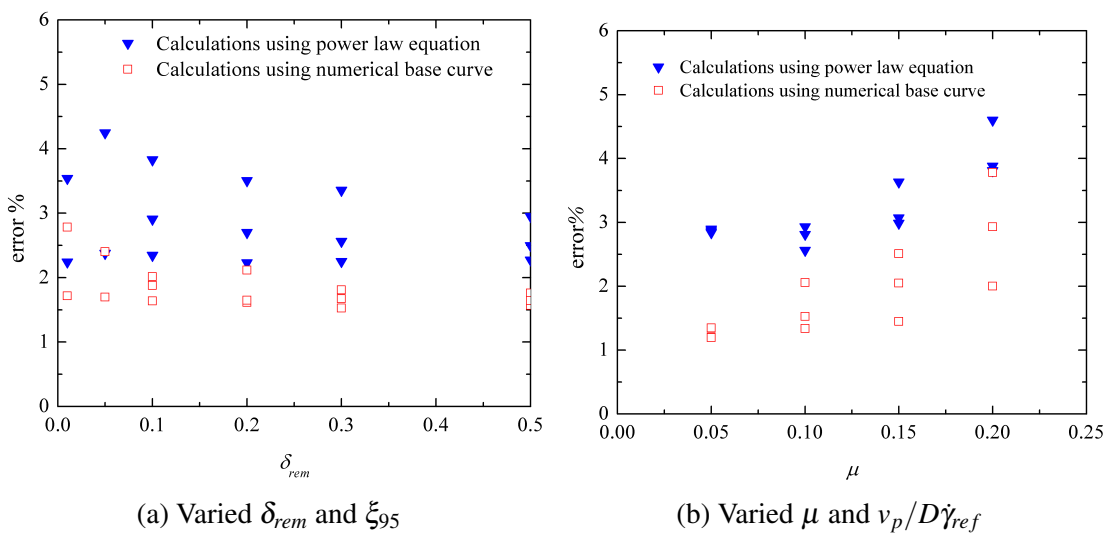 6
5
4
3
2
1
0
error %
Calculations using power law equation
Calculations using numerical base curve
0.0 0.1 0.2 0.3 0.4 0.5
δrem
(a) Varied δrem and ξ95
6
5
4
3
2
1
0
error%
Calculations using power law equation
Calculations using numerical base curve
0.00 0.05 0.10 0.15 0.20 0.25
μ
(b) Varied μ and vp/Dγ̇ref